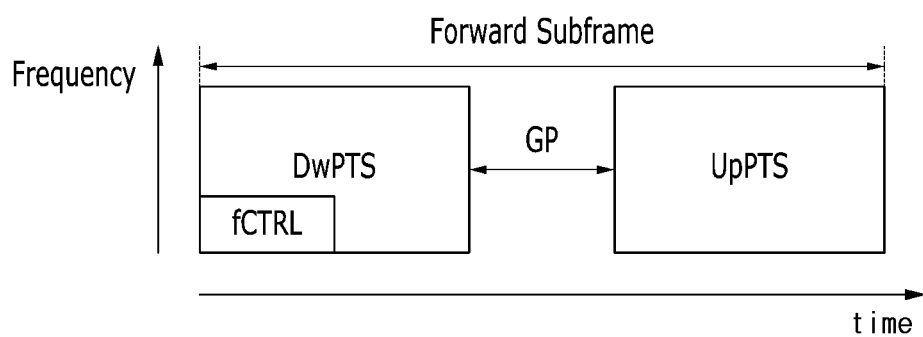 Forward Subframe
Frequency
GP
DwPTS
UpPTS
fCTRL
time